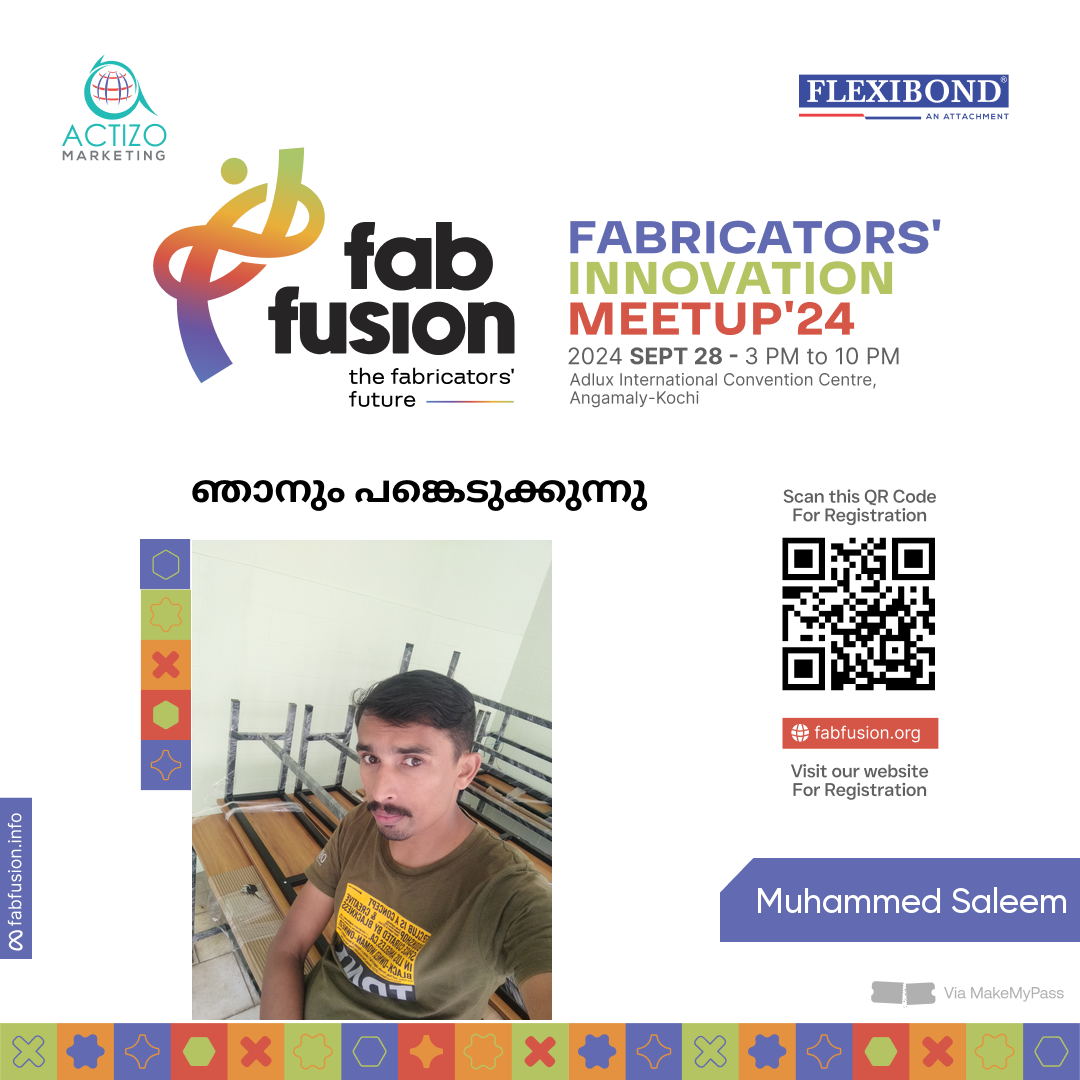 ACTIZO
MARKETING
FLEXIBOND®
AN ATTACHMENT
fab
fusion
the fabricators'
future
FABRICATORS'
INNOVATION
MEETUP'24
2024 SEPT 28 - 3 PM to 10 PM
Adlux International Convention Centre,
Angamaly-Kochi
ഞാനും പങ്കെടുക്കുന്നു
Scan this QR Code
For Registration
fabfusion.org
Visit our website
For Registration
fabfusion.info
Muhammed Saleem
Via MakeMyPass